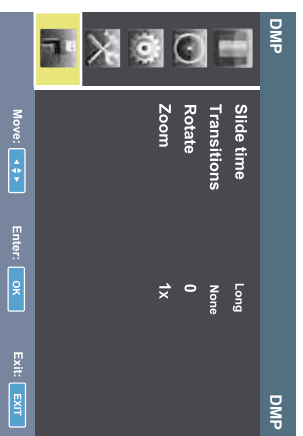 DMP DMP
Slide time Long
Transitions None
Rotate 0
Zoom 1x
Move: Enter: OK Exit: EXIT